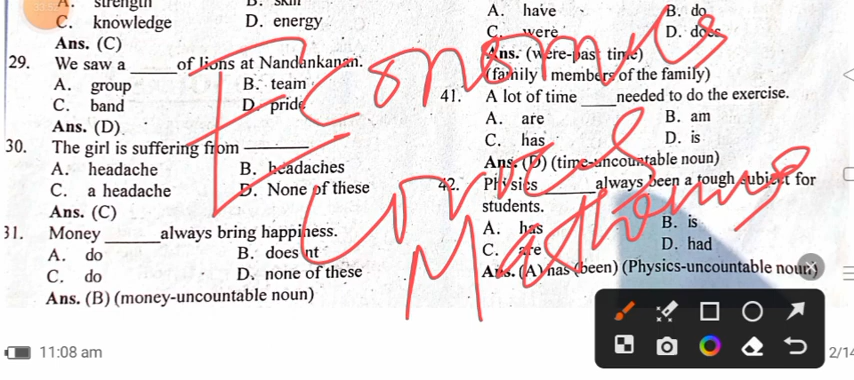 A. strength
C. knowledge D. energy
Ans. (C)
29. We saw a _____ of lions at Nandankanan.
A. group B. team
C. band D. pride
Ans. (D).
30. The girl is suffering from _____
A. headache B. headaches
C. a headache D. None of these
Ans. (C)
31. Money _____ always bring happiness.
A. do B. does nt
C. do D. none of these
Ans. (B) (money-uncountable noun)
A. have B. do
C. were D. does
Ans. (were-past time)
(family members of the family)
41. A lot of time _____ needed to do the exercise.
A. are B. am
C. has D. is
Ans. (D) (time-uncountable noun)
42. Physics _____ always been a tough subject for
students.
A. has B. is
C. are D. had
Ans. (A) has (been) (Physics-uncountable noun)
11:08 am
2/14